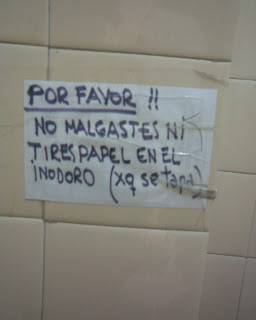 POR FAVOR !!
NO MALGASTES NI
TIRES PAPEL EN EL
INODORO (xq se tapa)